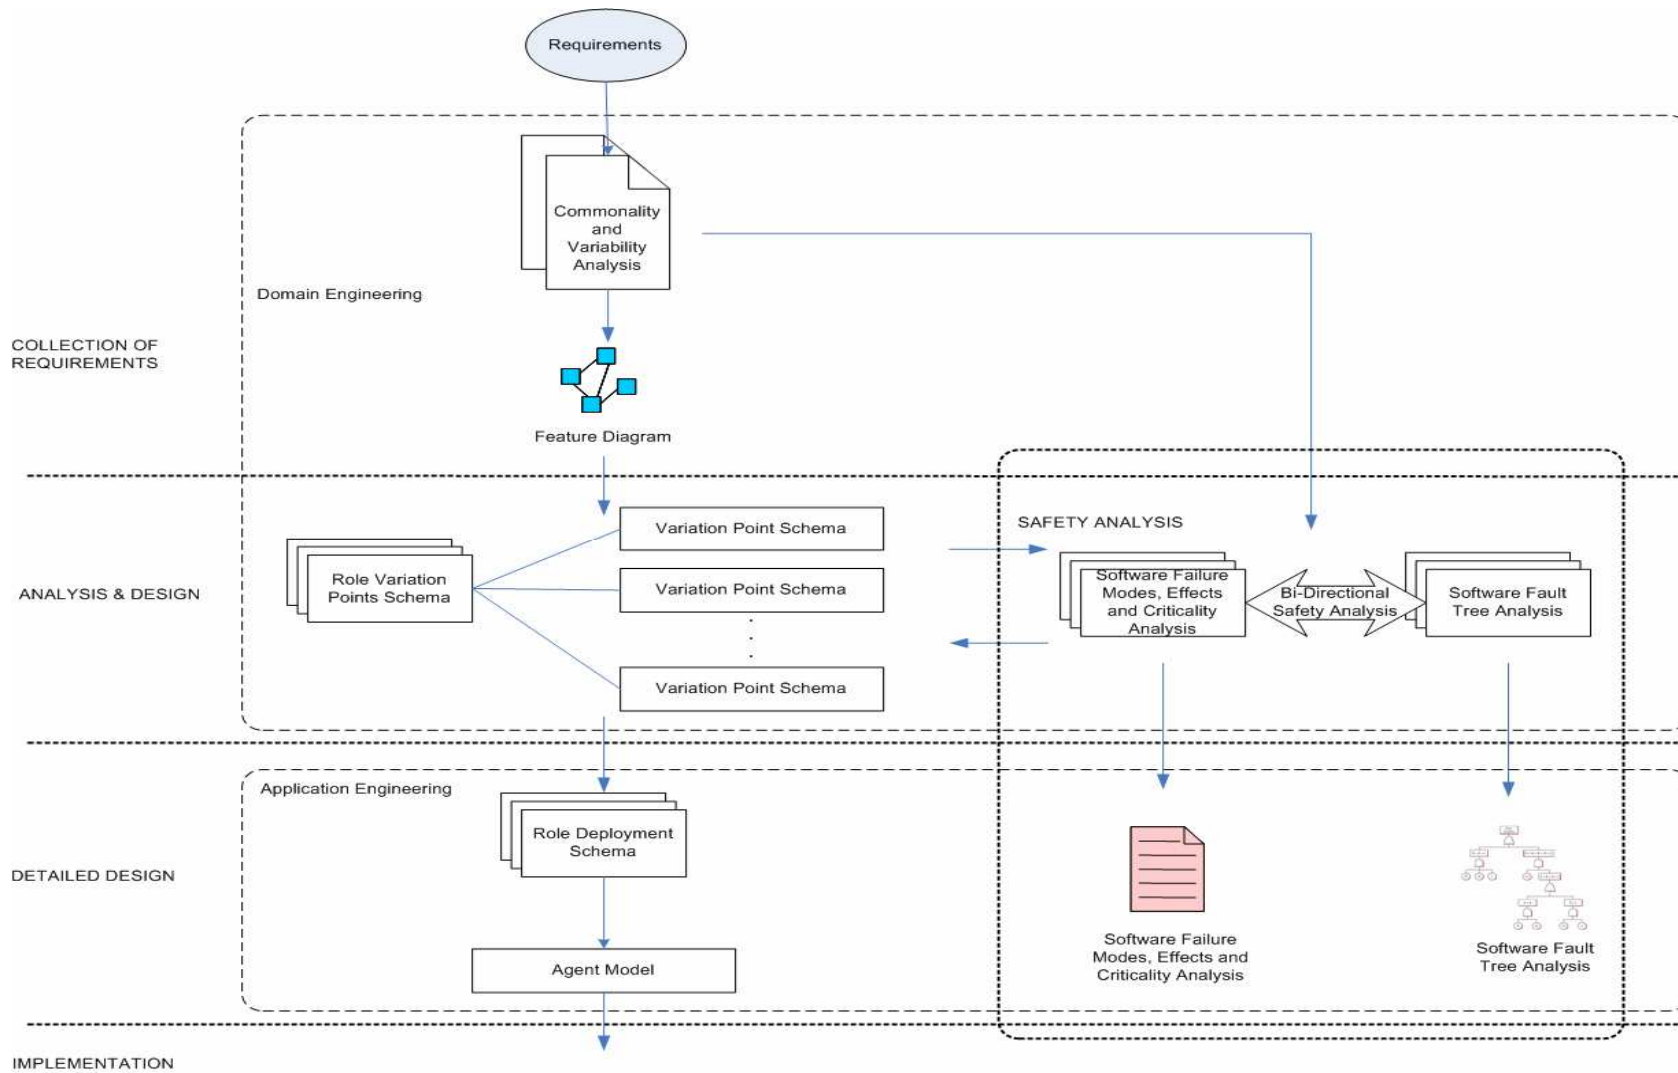 Requirements
Commonality
and
Variability
Analysis
Domain Engineering
COLLECTION OF
REQUIREMENTS
Feature Diagram
Variation Point Schema
SAFETY ANALYSIS
Role Variation
Points Schema
Variation Point Schema
Software Failure
Modes, Effects
and Criticality
Analysis
Bi-Directional
Safety Analysis
Software Fault
Tree Analysis
ANALYSIS & DESIGN
Variation Point Schema
Application Engineering
Role Deployment
Schema
DETAILED DESIGN
Software Failure
Modes, Effects and
Criticality Analysis
Software Fault
Tree Analysis
Agent Model
IMPLEMENTATION